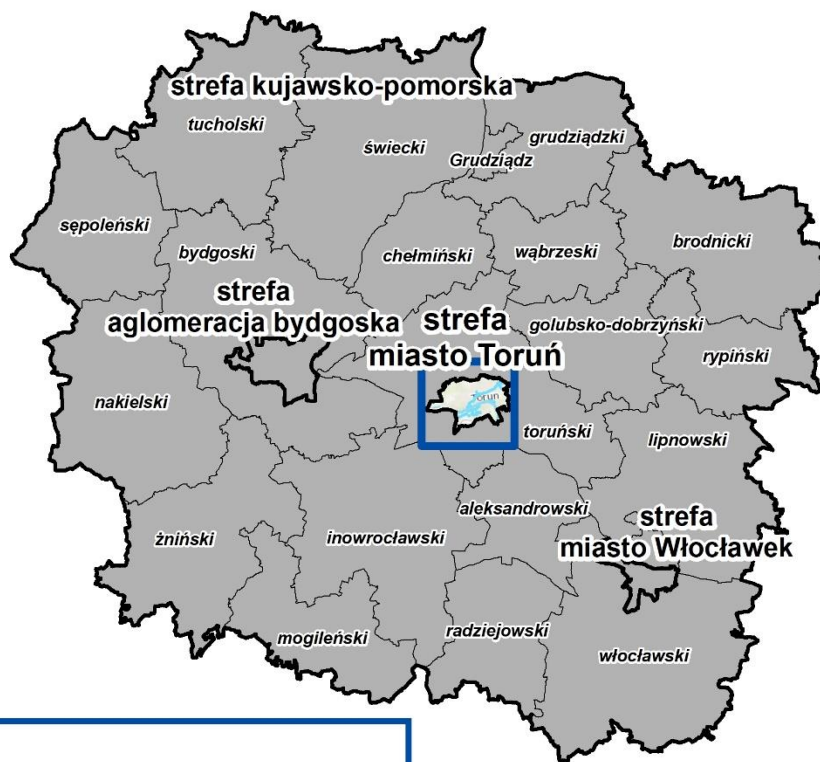 strefa kujawsko-pomorska
tucholski
świecki
grudziądzki
Grudziądz
sępoleński
bydgoski
chełmiński
wąbrzeski
brodnicki
strefa
aglomeracja bydgoska
strefa
miasto Toruń
golubsko-dobrzyński
rypiński
nakielski
Toruń
toruński
lipnowski
aleksandrowski
strefa
miasto Włocławek
żniński
inowrocławski
mogileński
radziejowski
włocławski